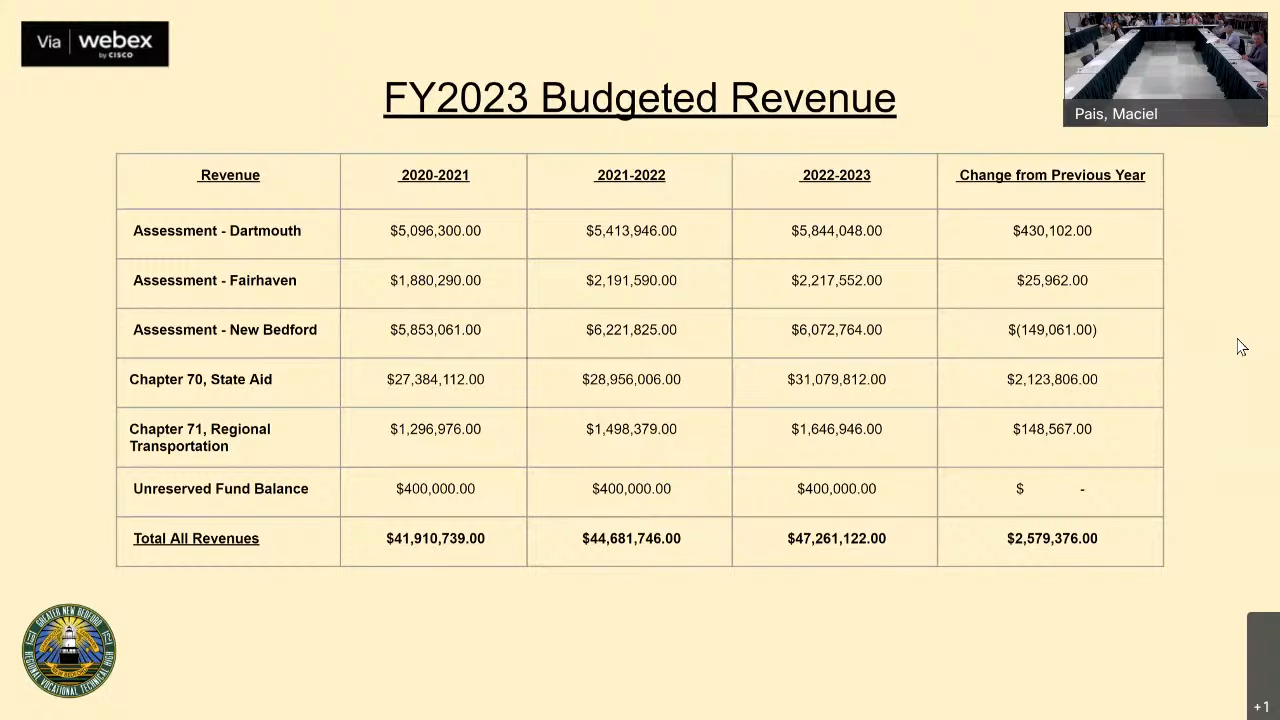 Via webex
by CISCO
Pais, Maciel
FY2023 Budgeted Revenue
Revenue 2020-2021 2021-2022 2022-2023 Change from Previous Year
Assessment - Dartmouth $5,096,300.00 $5,413,946.00 $5,844,048.00 $430,102.00
Assessment - Fairhaven $1,880,290.00 $2,191,590.00 $2,217,552.00 $25,962.00
Assessment - New Bedford $5,853,061.00 $6,221,825.00 $6,072,764.00 $(149,061.00)
Chapter 70, State Aid $27,384,112.00 $28,956,006.00 $31,079,812.00 $2,123,806.00
Chapter 71, Regional $1,296,976.00 $1,498,379.00 $1,646,946.00 $148,567.00
Transportation
Unreserved Fund Balance $400,000.00 $400,000.00 $400,000.00 $ -
Total All Revenues $41,910,739.00 $44,681,746.00 $47,261,122.00 $2,579,376.00
GREATER NEW BEDFORD
REGIONAL VOCATIONAL TECHNICAL HIGH
+1